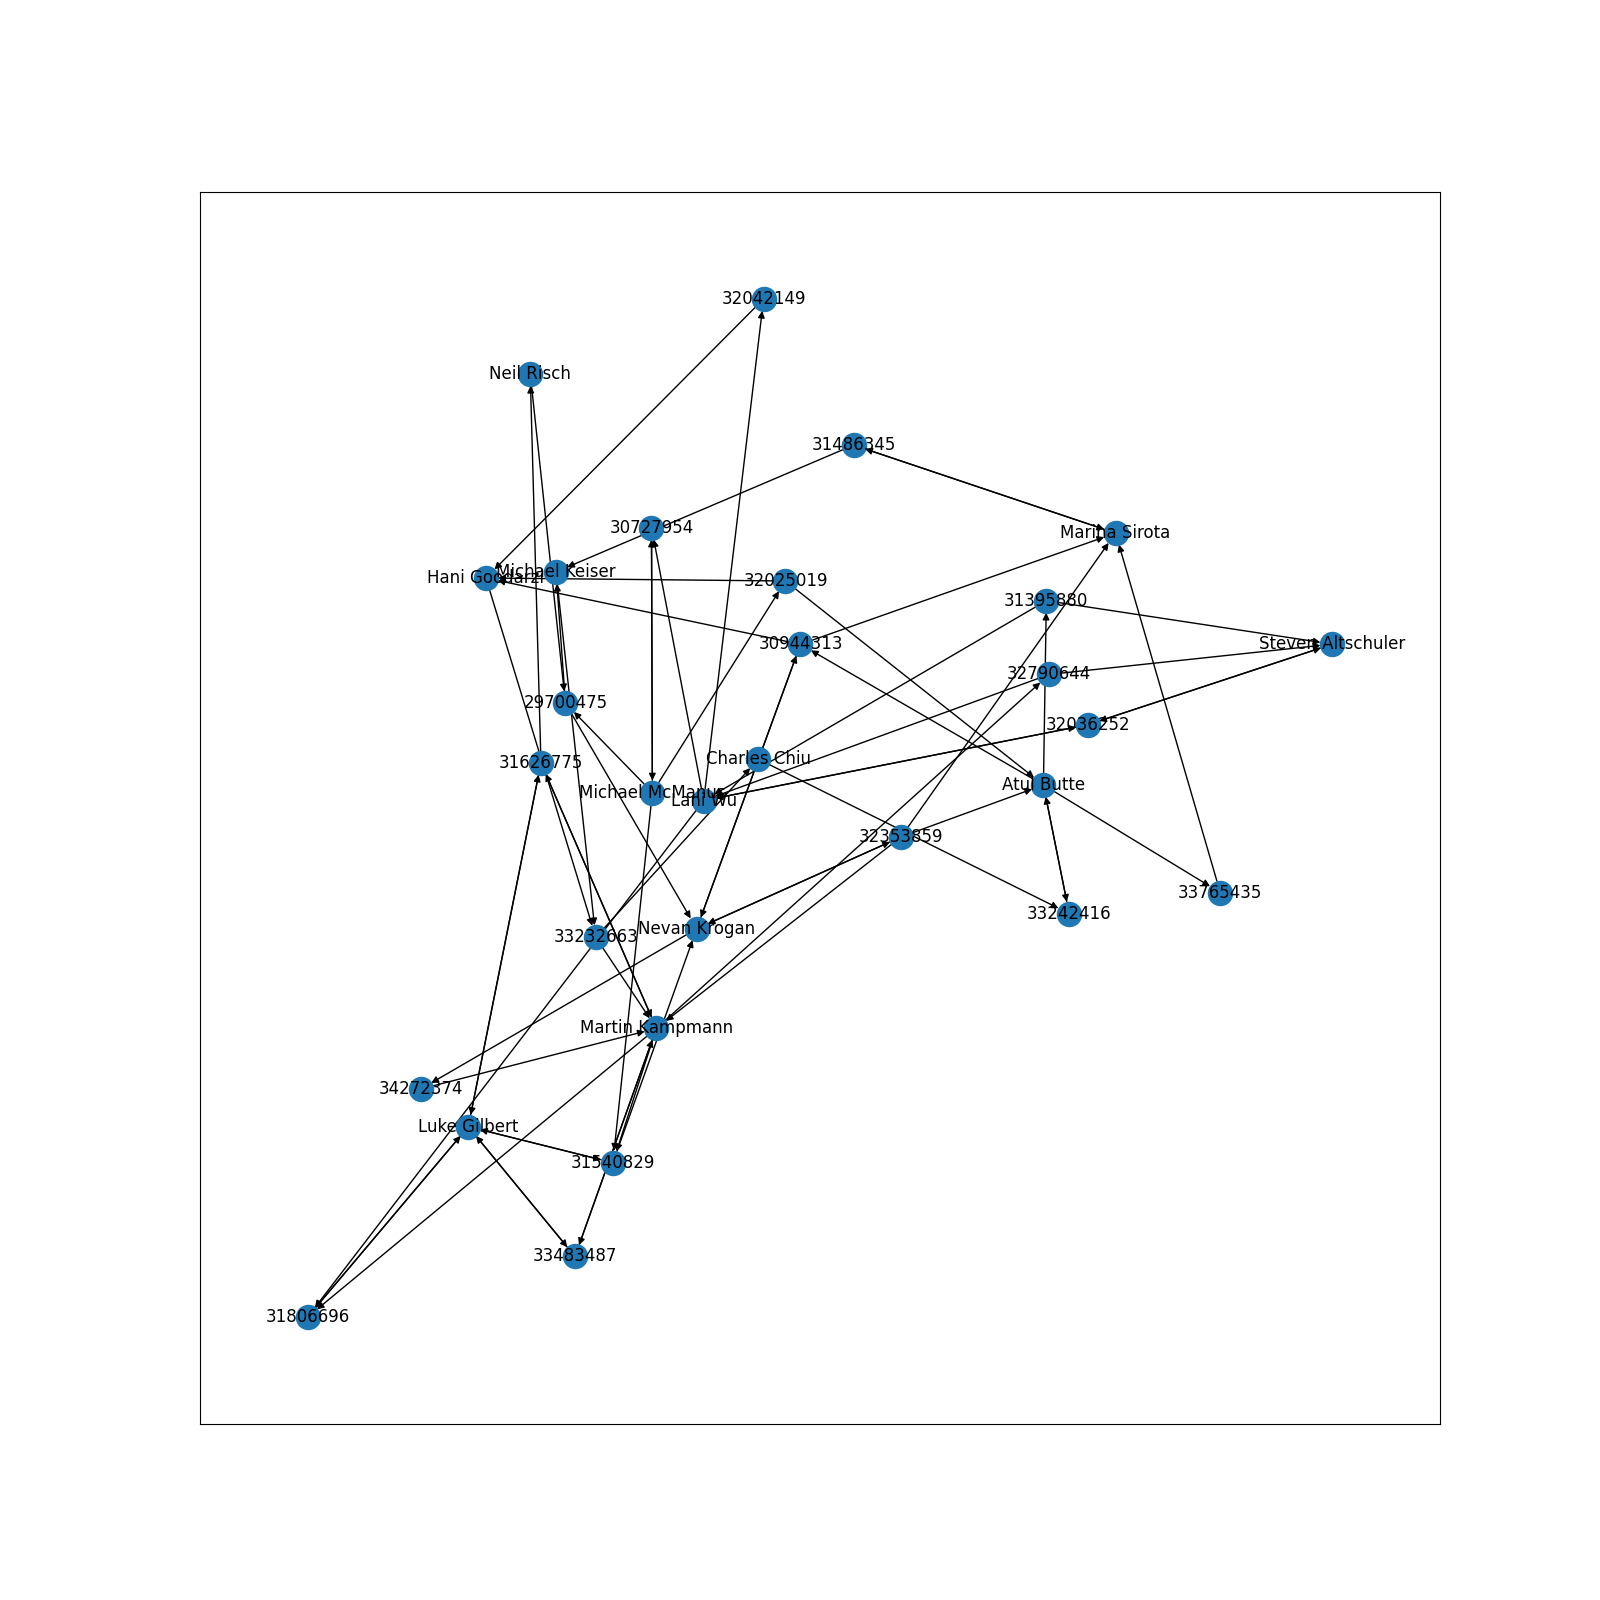 32042149
Neil Risch
31486345
30727954
Marina Sirota
Michael Keiser
Hani Goodarzi
32025019
31395880
30944313
Steven Altschuler
32790644
29700475
32036252
Charles Chiu
31626775
Atul Butte
Michael McManus
Lani Wu
32353859
33765435
33242416
Nevan Krogan
33232663
Martin Kampmann
34272374
Luke Gilbert
31540829
33483487
31806696